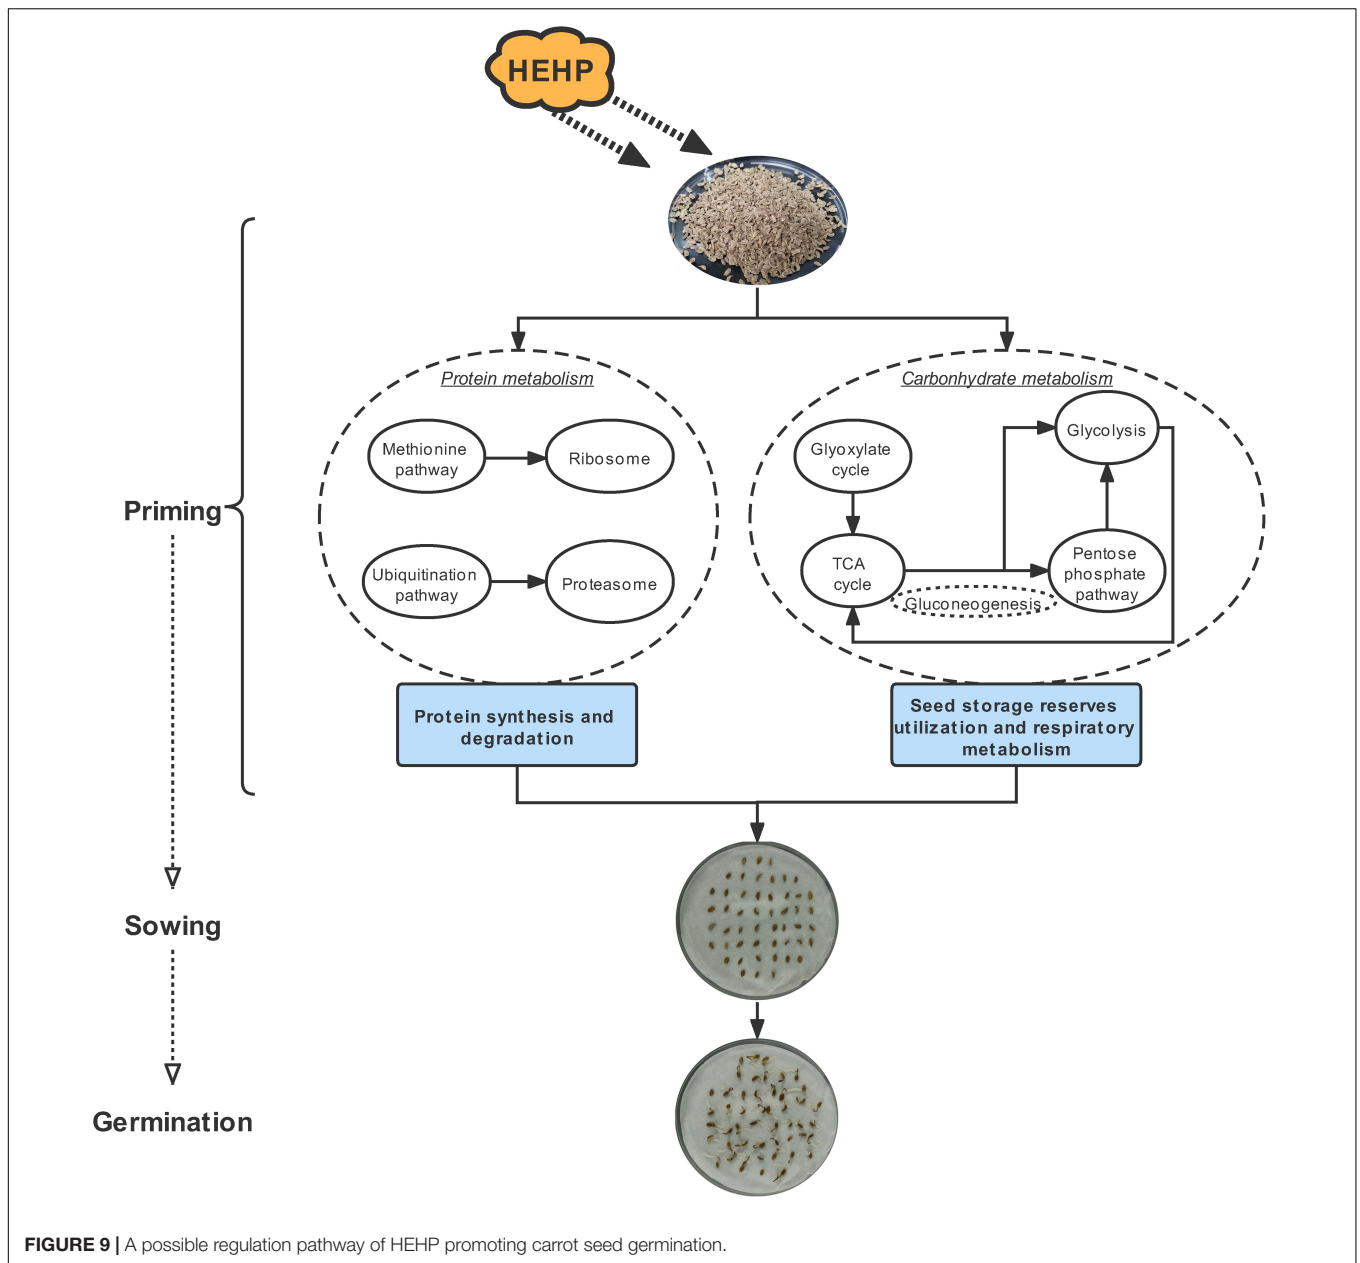 HEHP
Protein metabolism
Methionine
pathway
Ribosome
Ubiquitination
pathway
Proteasome
Carbonhydrate metabolism
Glyoxylate
cycle
Glycolysis
TCA
cycle
Pentose
phosphate
pathway
Gluconeogenesis
Priming
Protein synthesis and
degradation
Seed storage reserves
utilization and respiratory
metabolism
Sowing
Germination
FIGURE 9 | A possible regulation pathway of HEHP promoting carrot seed germination.